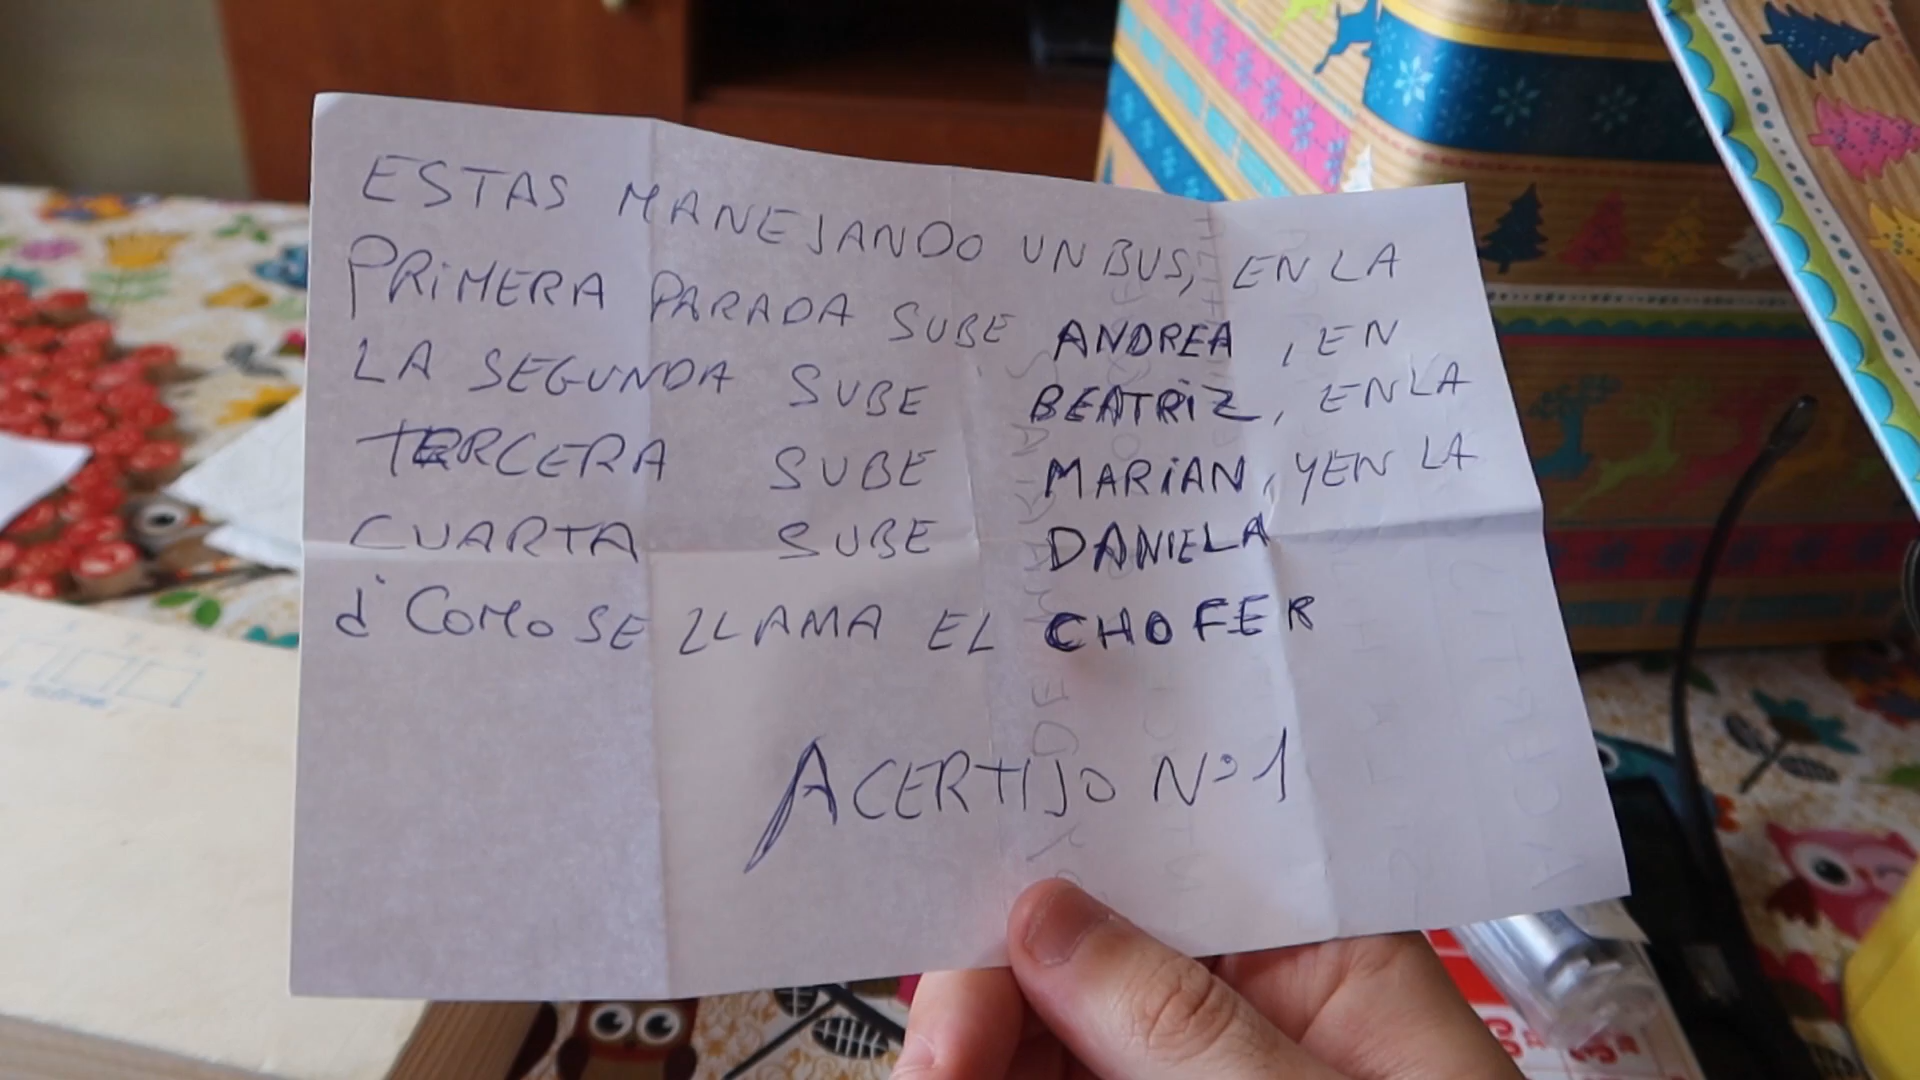 ESTAS MANEJANDO UN BUS, EN LA
PRIMERA PARADA SUBE ANDREA, EN
LA SEGUNDA SUBE BEATRIZ, EN LA
TERCERA SUBE MARIAN, Y EN LA
CUARTA SUBE DANIELA
¿COMO SE LLAMA EL CHOFER
ACERTIJO Nº1